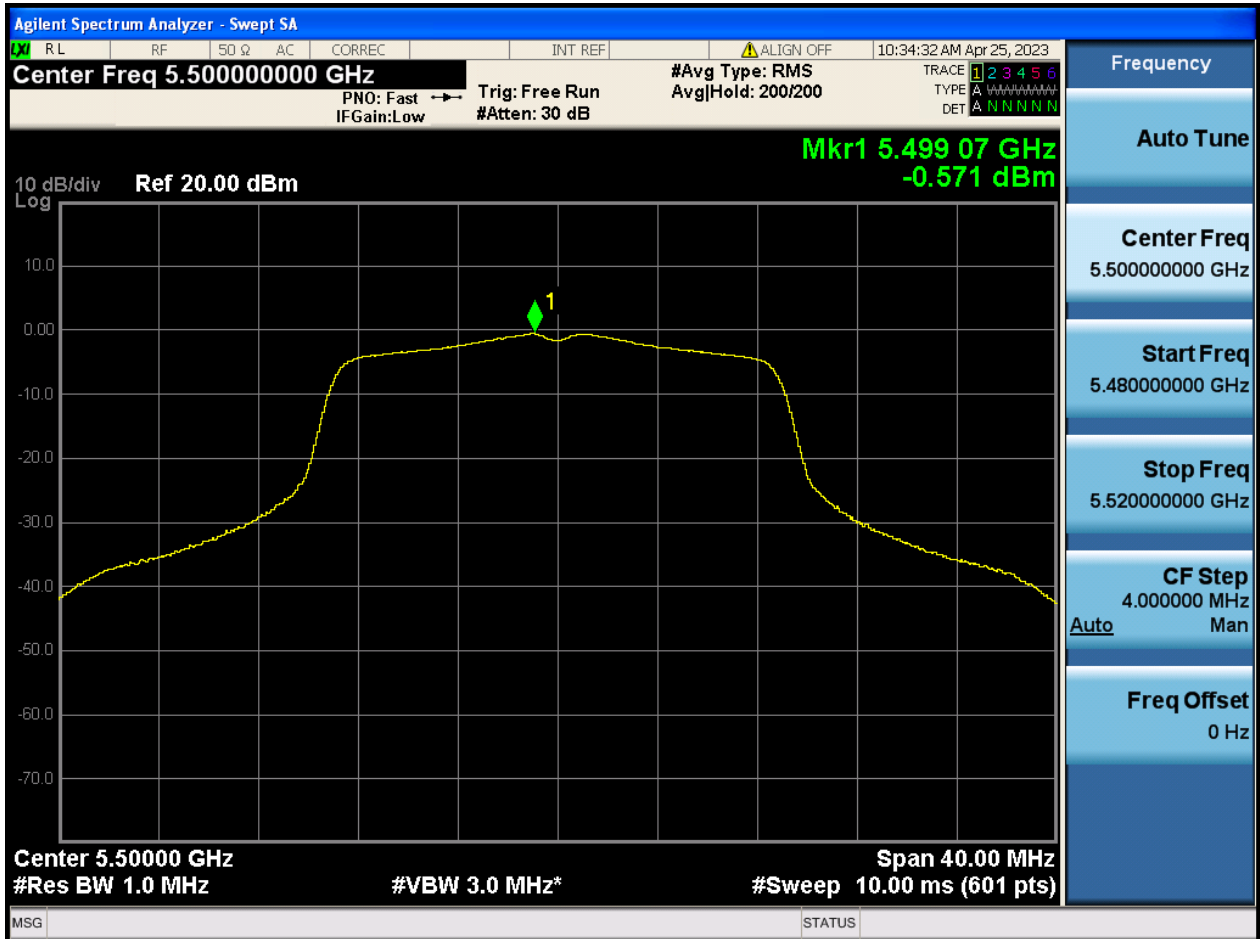 Agilent Spectrum Analyzer - Swept SA
LXI RL RF 50 Ω AC CORREC INT REF ALIGN OFF 10:34:32 AM Apr 25, 2023
Center Freq 5.500000000 GHz
PNO: Fast
IFGain:Low
Trig: Free Run
#Atten: 30 dB
#Avg Type: RMS
Avg|Hold: 200/200
TRACE 1 2 3 4 5 6
TYPE A
DET A N N N N N
Mkr1 5.499 07 GHz
-0.571 dBm
10 dB/div Ref 20.00 dBm
Log
10.0
0.00
-10.0
-20.0
-30.0
-40.0
-50.0
-60.0
-70.0
1
Center 5.50000 GHz Span 40.00 MHz
#Res BW 1.0 MHz #VBW 3.0 MHz* #Sweep 10.00 ms (601 pts)
MSG STATUS
Frequency
Auto Tune
Center Freq
5.500000000 GHz
Start Freq
5.480000000 GHz
Stop Freq
5.520000000 GHz
CF Step
4.000000 MHz
Auto Man
Freq Offset
0 Hz